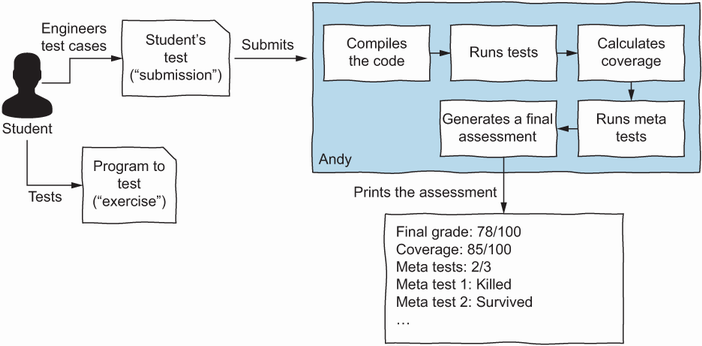 Engineers
test cases
Student's
test
("submission")
Submits
Student
Tests
Program to
test
("exercise")
Compiles
the code
Runs tests
Calculates
coverage
Runs meta
tests
Generates a final
assessment
Andy
Prints the assessment
Final grade: 78/100
Coverage: 85/100
Meta tests: 2/3
Meta test 1: Killed
Meta test 2: Survived
…